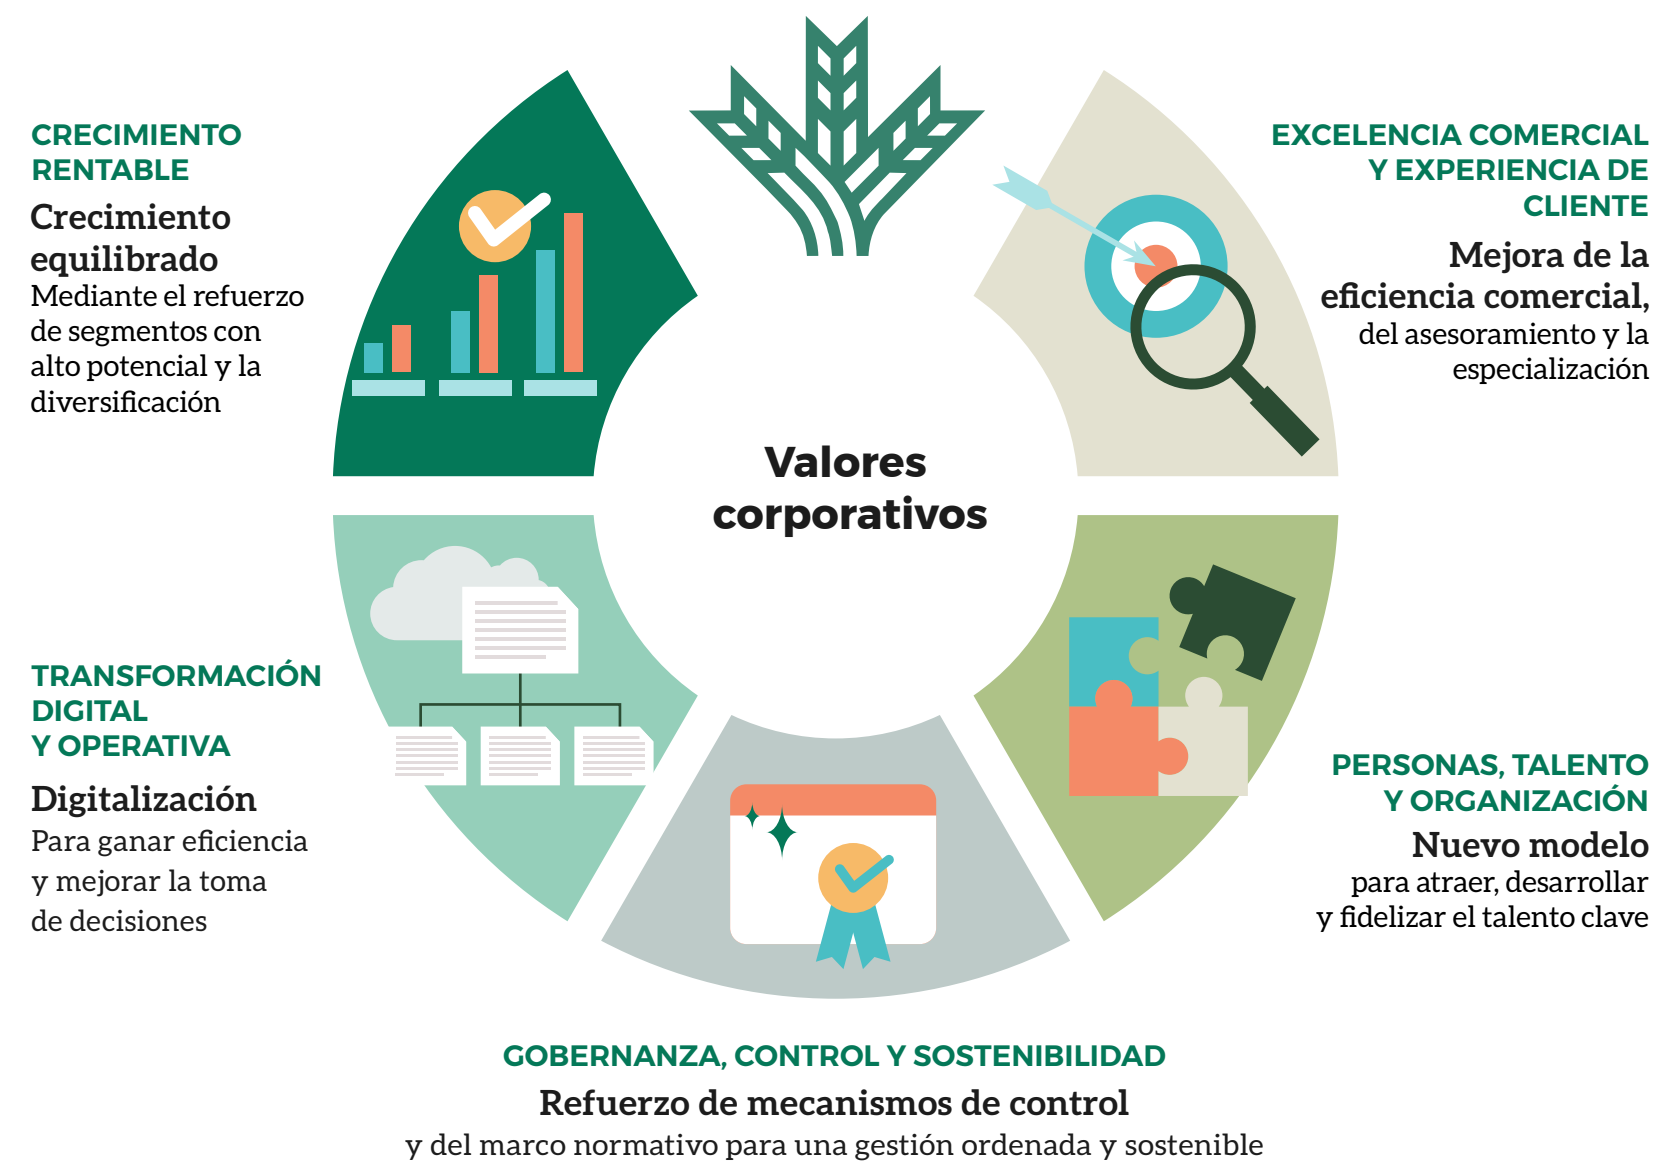 CRECIMIENTO
RENTABLE
Crecimiento
equilibrado
Mediante el refuerzo
de segmentos con
alto potencial y la
diversificación
EXCELENCIA COMERCIAL
Y EXPERIENCIA DE
CLIENTE
Mejora de la
eficiencia comercial,
del asesoramiento y la
especialización
Valores
corporativos
TRANSFORMACIÓN
DIGITAL
Y OPERATIVA
Digitalización
Para ganar eficiencia
y mejorar la toma
de decisiones
PERSONAS, TALENTO
Y ORGANIZACIÓN
Nuevo modelo
para atraer, desarrollar
y fidelizar el talento clave
GOBERNANZA, CONTROL Y SOSTENIBILIDAD
Refuerzo de mecanismos de control
y del marco normativo para una gestión ordenada y sostenible